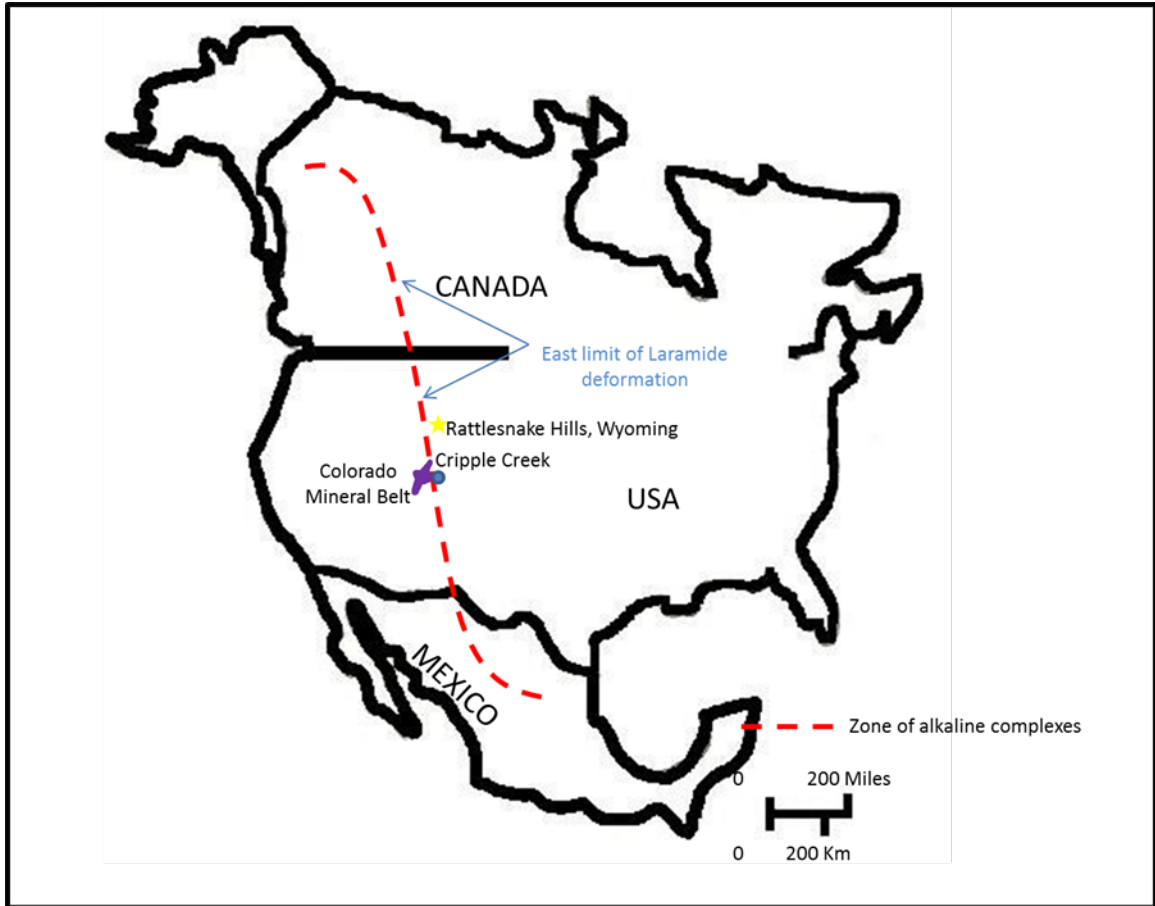 CANADA
East limit of Laramide
deformation
Rattlesnake Hills, Wyoming
Cripple Creek
Colorado
Mineral Belt
USA
MEXICO
Zone of alkaline complexes
0 200 Miles
0 200 Km